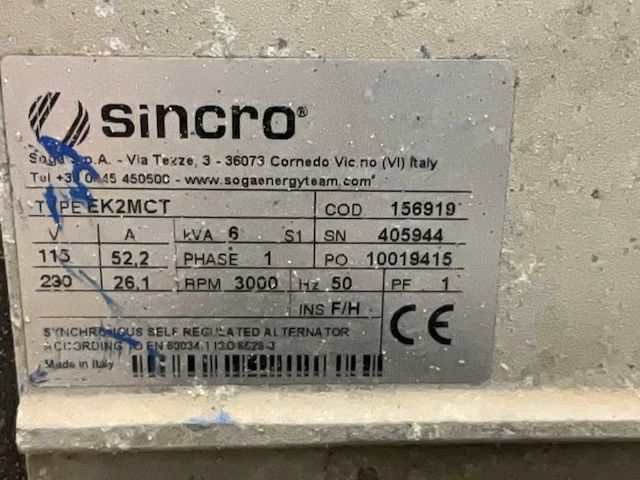 sincro®
Soga S.p.A. - Via Tezze, 3 - 36073 Cornedo Vic.no (VI) Italy
Tel +39 0445 450500 - www.sogaenergyteam.com
TYPE EK2MCT COD 156919
V A kVA 6 S1 SN 405944
115 52,2 PHASE 1 PO 10019415
230 26,1 RPM 3000 Hz 50 PF 1
INS F/H CE
SYNCHRONOUS SELF REGULATED ALTERNATOR
ACCORDING TO EN 60034.1 ISO 8528-3
Made in Italy